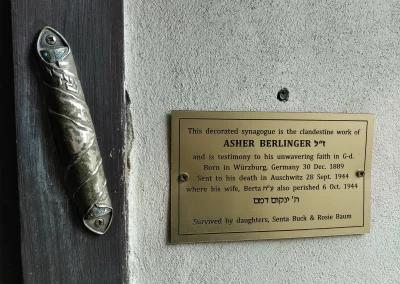 ש
This decorated synagogue is the clandestine work of
ASHER BERLINGER ז״ל
and is testimony to his unwavering faith in G-d.
Born in Würzburg, Germany 30 Dec. 1889
Sent to his death in Auschwitz 28 Sept. 1944
where his wife, Berta ע״ה also perished 6 Oct. 1944
ה׳ ינקום דמם
Survived by daughters, Senta Buck & Rosie Baum